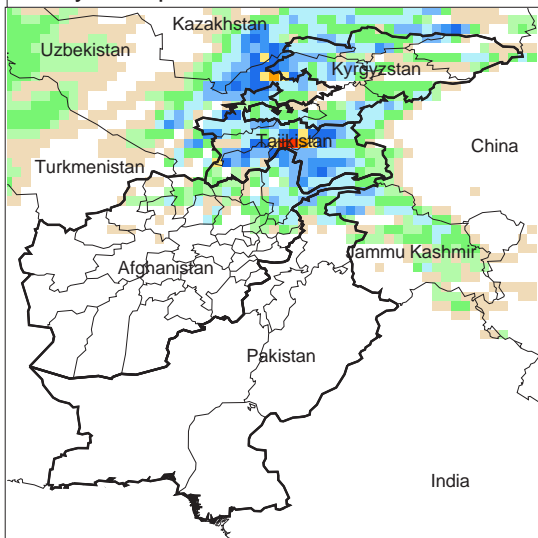 Kazakhstan
Uzbekistan
Kyrgyzstan
Tajikistan
China
Turkmenistan
Jammu Kashmir
Afghanistan
Pakistan
India